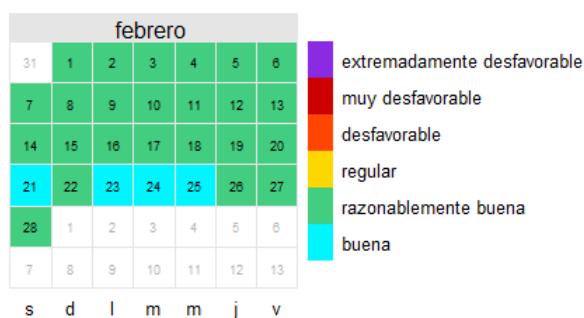 febrero
31 1 2 3 4 5 6
7 8 9 10 11 12 13
14 15 16 17 18 19 20
21 22 23 24 25 26 27
28 1 2 3 4 5 6
7 8 9 10 11 12 13
s d l m m j v
extremadamente desfavorable
muy desfavorable
desfavorable
regular
razonablemente buena
buena